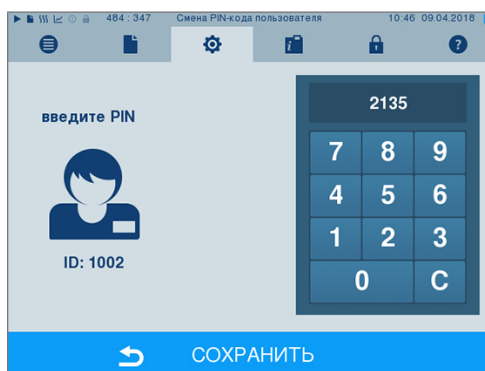 484 : 347 Смена PIN-кода пользователя 10:46 09.04.2018
введите PIN
2135
7 8 9
4 5 6
1 2 3
0 C
ID: 1002
СОХРАНИТЬ